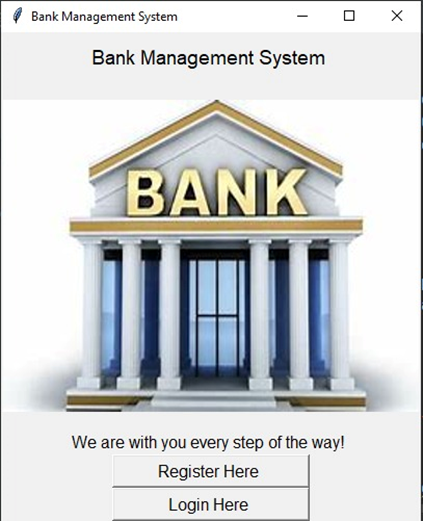 Bank Management System
Bank Management System
BANK
We are with you every step of the way!
Register Here
Login Here